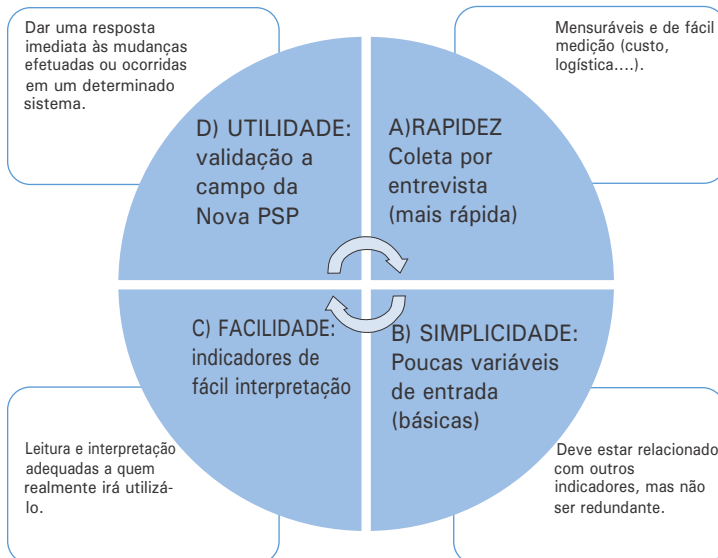 Dar uma resposta
imediata às mudanças
efetuadas ou ocorridas
em um determinado
sistema.
Mensuráveis e de fácil
medição (custo,
logística....).
D) UTILIDADE:
validação a
campo da
Nova PSP
A)RAPIDEZ
Coleta por
entrevista
(mais rápida)
C) FACILIDADE:
indicadores de
fácil interpretação
B) SIMPLICIDADE:
Poucas variáveis
de entrada
(básicas)
Leitura e interpretação
adequadas a quem
realmente irá utilizá-
lo.
Deve estar relacionado
com outros
indicadores, mas não
ser redundante.